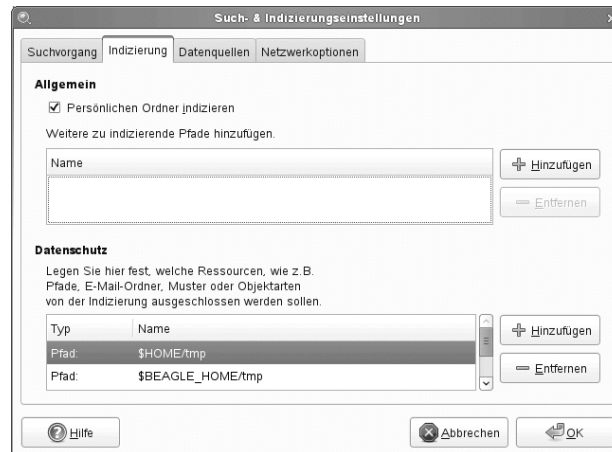 Such- & Indizierungseinstellungen
Suchvorgang Indizierung Datenquellen Netzwerkoptionen
Allgemein
Persönlichen Ordner indizieren
Weitere zu indizierende Pfade hinzufügen.
Name
Hinzufügen
Entfernen
Datenschutz
Legen Sie hier fest, welche Ressourcen, wie z.B.
Pfade, E-Mail-Ordner, Muster oder Objektarten
von der Indizierung ausgeschlossen werden sollen.
Typ Name
Pfad: $HOME/tmp
Pfad: $BEAGLE_HOME/tmp
Hinzufügen
Entfernen
Hilfe Abbrechen OK